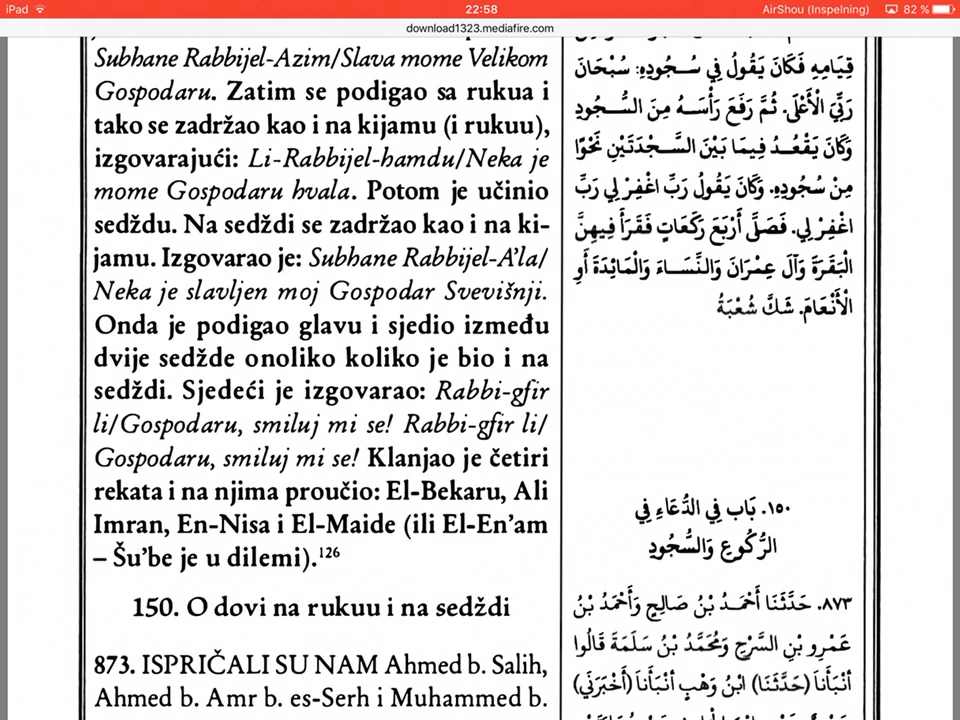 iPad
22:58
AirShou (Inspelning)
82 %
download1323.mediafire.com
Subhane Rabbijel-Azim/Slava mome Velikom
Gospodaru. Zatim se podigao sa rukua i
tako se zadržao kao i na kijamu (i rukuu),
izgovarajući: Li-Rabbijel-hamdu/Neka je
mome Gospodaru hvala. Potom je učinio
sedždu. Na sedždi se zadržao kao i na ki-
jamu. Izgovarao je: Subhane Rabbijel-A’la/
Neka je slavljen moj Gospodar Svevišnji.
Onda je podigao glavu i sjedio između
dvije sedžde onoliko koliko je bio i na
sedždi. Sjedeći je izgovarao: Rabbi-gfir
li/Gospodaru, smiluj mi se! Rabbi-gfir li/
Gospodaru, smiluj mi se! Klanjao je četiri
rekata i na njima proučio: El-Bekaru, Ali
Imran, En-Nisa i El-Maide (ili El-En’am
– Šu’be je u dilemi).126
150. O dovi na rukuu i na sedždi
873. ISPRIČALI SU NAM Ahmed b. Salih,
Ahmed b. Amr b. es-Serh i Muhammed b.
قِيَامِهِ فَكَانَ يَقُولُ فِي سُجُودِهِ: سُبْحَانَ
رَبِّيَ الْأَعْلَى. ثُمَّ رَفَعَ رَأْسَهُ مِنَ السُّجُودِ
وَكَانَ يَقْعُدُ فِيمَا بَيْنَ السَّجْدَتَيْنِ نَحْوًا
مِنْ سُجُودِهِ. وَكَانَ يَقُولُ رَبِّ اغْفِرْ لِي رَبِّ
اغْفِرْ لِي. فَصَلَّى أَرْبَعَ رَكَعَاتٍ فَقَرَأَ فِيهِنَّ
الْبَقَرَةَ وَآلَ عِمْرَانَ وَالنِّسَاءَ وَالْمَائِدَةَ أَوِ
الْأَنْعَامَ. شَكَّ شُعْبَةُ
١٥٠. بَاب فِي الدُّعَاءِ فِي
الرُّكُوعِ وَالسُّجُودِ
٨٧٣. حَدَّثَنَا أَحْمَدُ بْنُ صَالِحٍ وَأَحْمَدُ بْنُ
عَمْرِو بْنِ السَّرْحِ وَمُحَمَّدُ بْنُ سَلَمَةَ قَالُوا
أَنْبَأَنَا (حَدَّثَنَا) ابْنُ وَهْبٍ أَنْبَأَنَا (أَخْبَرَنِي)